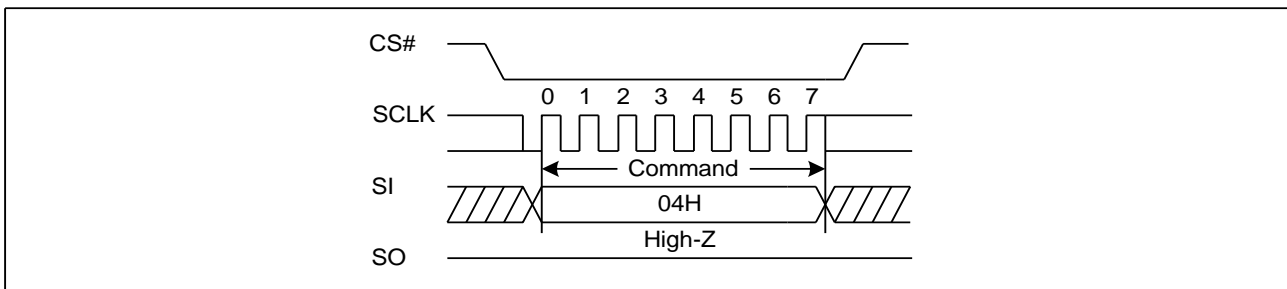 CS#
0 1 2 3 4 5 6 7
SCLK
Command
SI
04H
High-Z
SO